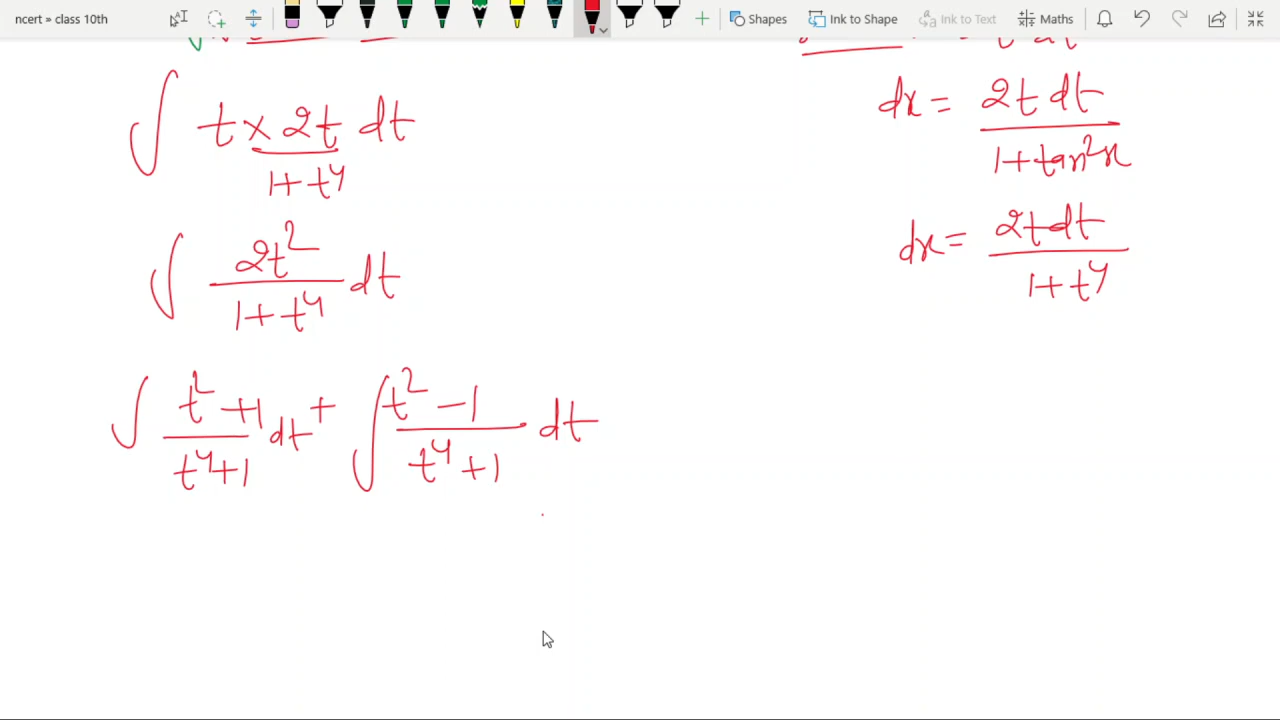 ncert » class 10th Shapes Ink to Shape Ink to Text Maths
∫ t × 2t/(1+t⁴) dt
∫ 2t²/(1+t⁴) dt
∫ (t²+1)/(t⁴+1) dt + ∫ (t²-1)/(t⁴+1) dt
dx = 2t dt/(1+tan²x)
dx = 2t dt/(1+t⁴)